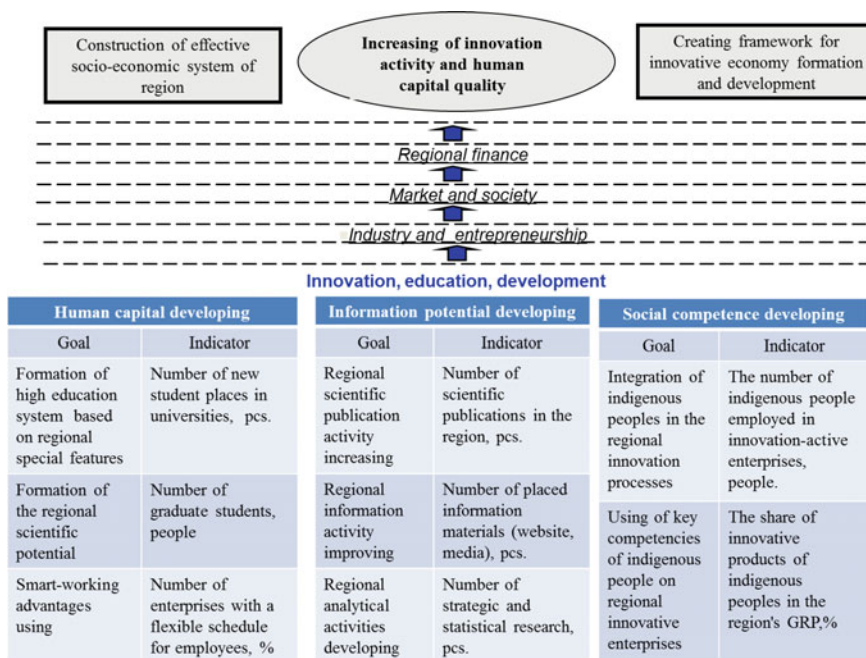 Construction of effective
socio-economic system of
region
Increasing of innovation
activity and human
capital quality
Creating framework for
innovative economy formation
and development
Regional finance
Market and society
Industry and entrepreneurship
Innovation, education, development
Human capital developing
Goal
Indicator
Formation of
high education
system based
on regional
special features
Number of new
student places in
universities, pcs.
Formation of
the regional
scientific
potential
Number of
graduate students,
people
Smart-working
advantages
using
Number of
enterprises with a
flexible schedule
for employees, %
Information potential developing
Goal
Indicator
Regional
scientific
publication
activity
increasing
Number of
scientific
publications in the
region, pcs.
Regional
information
activity
improving
Number of placed
information
materials (website,
media), pcs.
Regional
analytical
activities
developing
Number of
strategic and
statistical research,
pcs.
Social competence developing
Goal
Indicator
Integration of
indigenous
peoples in the
regional
innovation
processes
The number of
indigenous people
employed in
innovation-active
enterprises,
people.
Using of key
competencies
of indigenous
people on
regional
innovative
enterprises
The share of
innovative
products of
indigenous
peoples in the
region's GRP,%